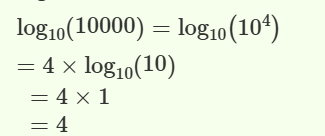 log₁₀(10000) = log₁₀(10⁴)
= 4 × log₁₀(10)
= 4 × 1
= 4